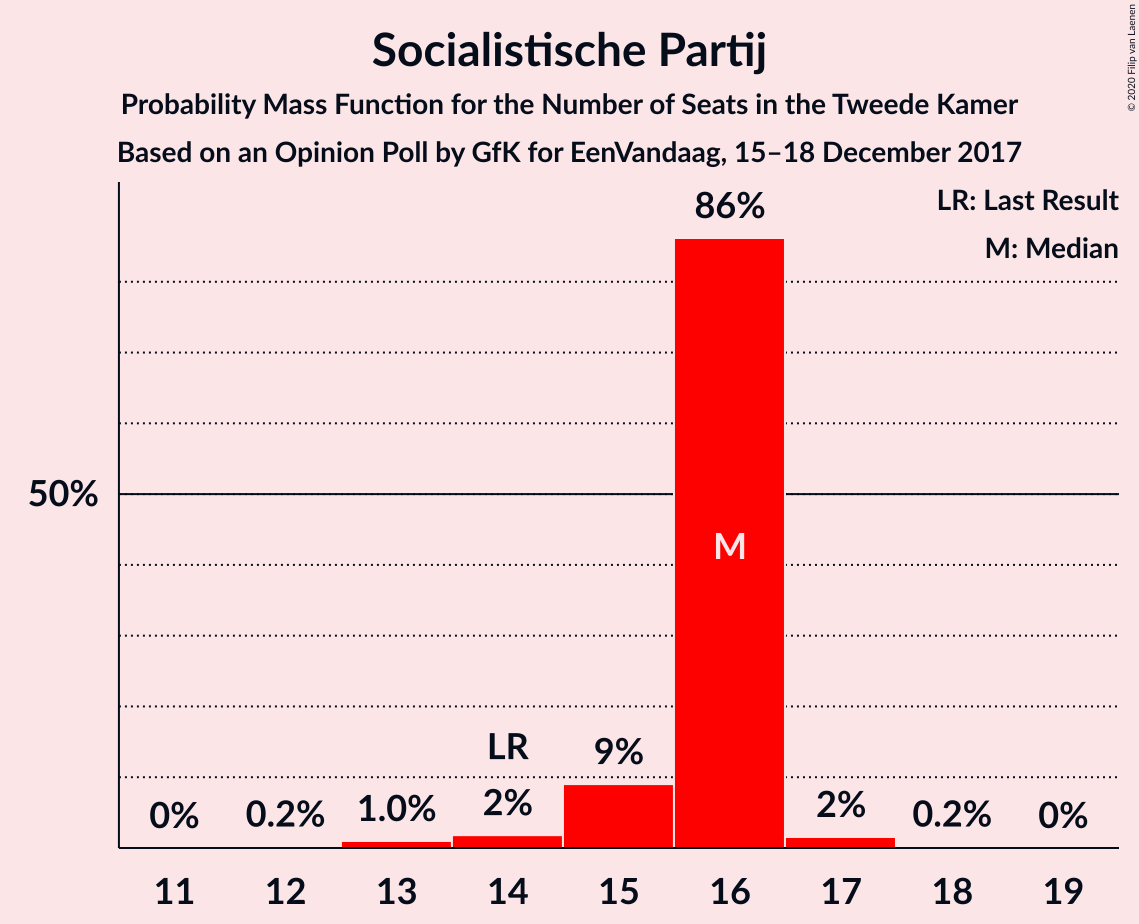 Socialistische Partij
Probability Mass Function for the Number of Seats in the Tweede Kamer
Based on an Opinion Poll by GfK for EenVandaag, 15–18 December 2017
© 2020 Filip van Laenen
LR: Last Result
M: Median
86%
50%
M
LR
9%
0% 0.2% 1.0% 2% 2% 0.2% 0%
11 12 13 14 15 16 17 18 19